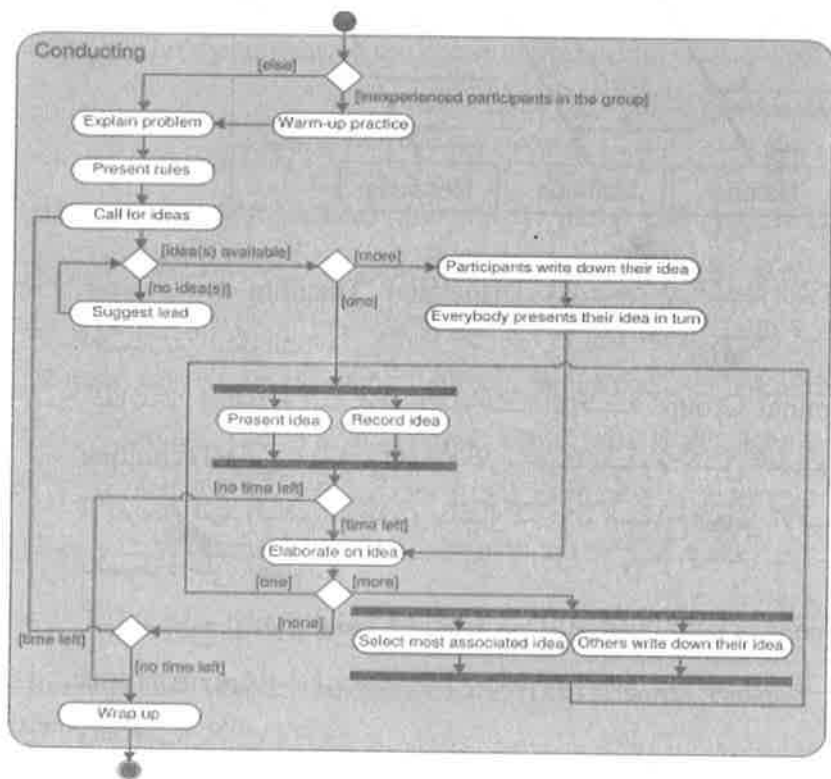 Conducting
[else]
[inexperienced participants in the group]
Explain problem
Warm-up practice
Present rules
Call for ideas
[idea(s) available]
[more]
Participants write down their idea
[no idea(s)]
[one]
Suggest lead
Everybody presents their idea in turn
Present idea
Record idea
[no time left]
[time left]
Elaborate on idea
[one]
[more]
[none]
[time left]
Select most associated idea
Others write down their idea
[no time left]
Wrap up